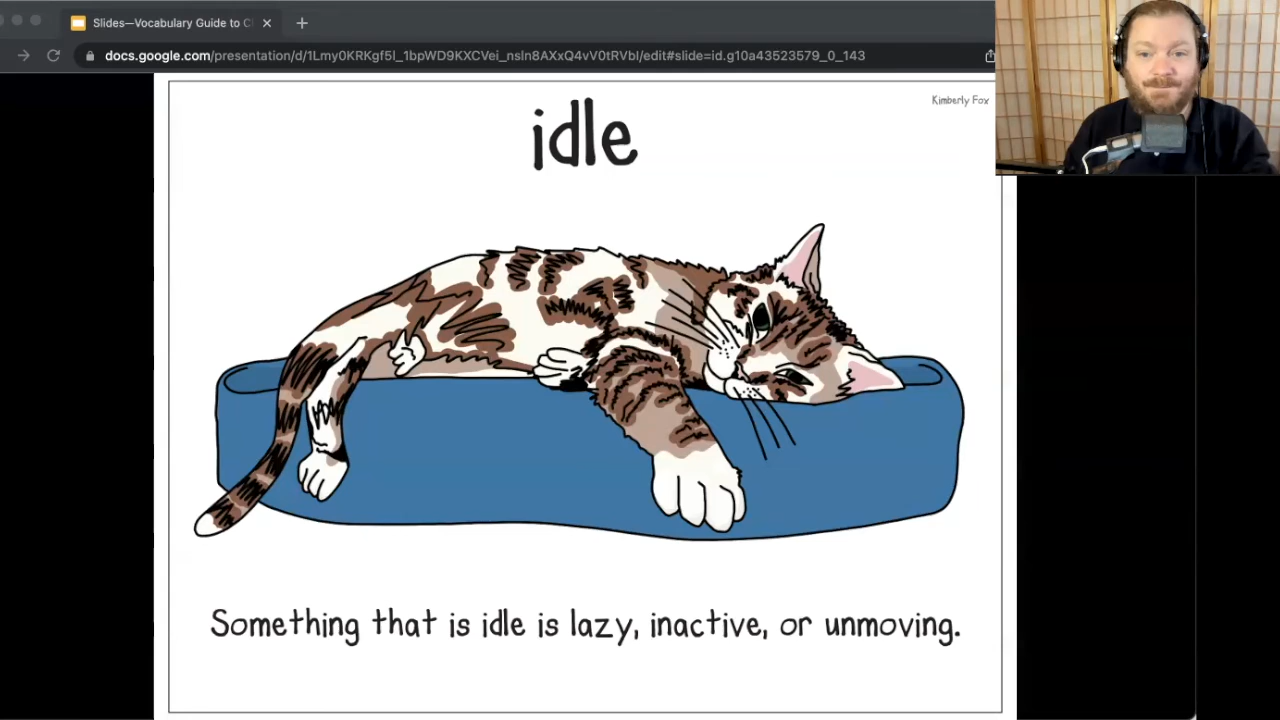 Slides—Vocabulary Guide to C
docs.google.com/presentation/d/1Lmy0KRKgf5l_1bpWD9KXCVei_nsln8AXxQ4vV0tRVbI/edit#slide=id.g10a43523579_0_143
Kimberly Fox
idle
Something that is idle is lazy, inactive, or unmoving.